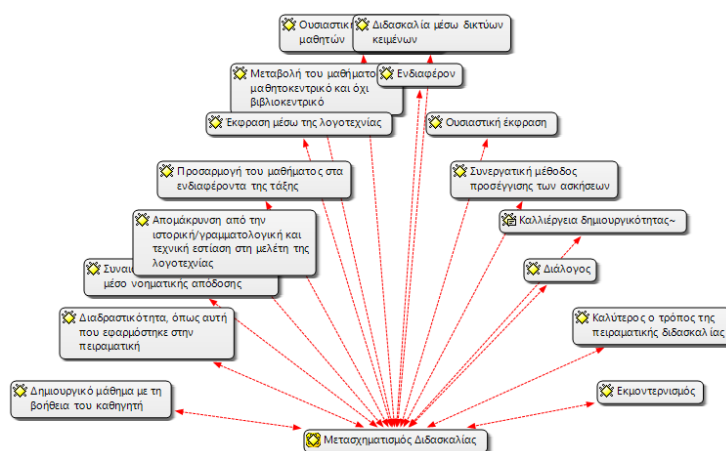 Ουσιαστική
μαθητών
Διδασκαλία μέσω δικτύων
κειμένων
Μεταβολή του μαθήματο
μαθητοκεντρικό και όχι
βιβλιοκεντρικό
Ενδιαφέρον
Έκφραση μέσω της λογοτεχνίας
Ουσιαστική έκφραση
Προσαρμογή του μαθήματος στα
ενδιαφέροντα της τάξης
Συνεργατική μέθοδος
προσέγγισης των ασκήσεων
Απομάκρυνση από την
ιστορική/γραμματολογική και
τεχνική εστίαση στη μελέτη της
λογοτεχνίας
Καλλιέργεια δημιουργικότητας~
Συναι
μέσο νοηματικής απόδοσης
Διάλογος
Διαδραστικότητα, όπως αυτή
που εφαρμόστηκε στην
πειραματική
Καλύτερος ο τρόπος της
πειραματικής διδασκαλίας
Δημιουργικό μάθημα με τη
βοήθεια του καθηγητή
Εκμοντερνισμός
Μετασχηματισμός Διδασκαλίας